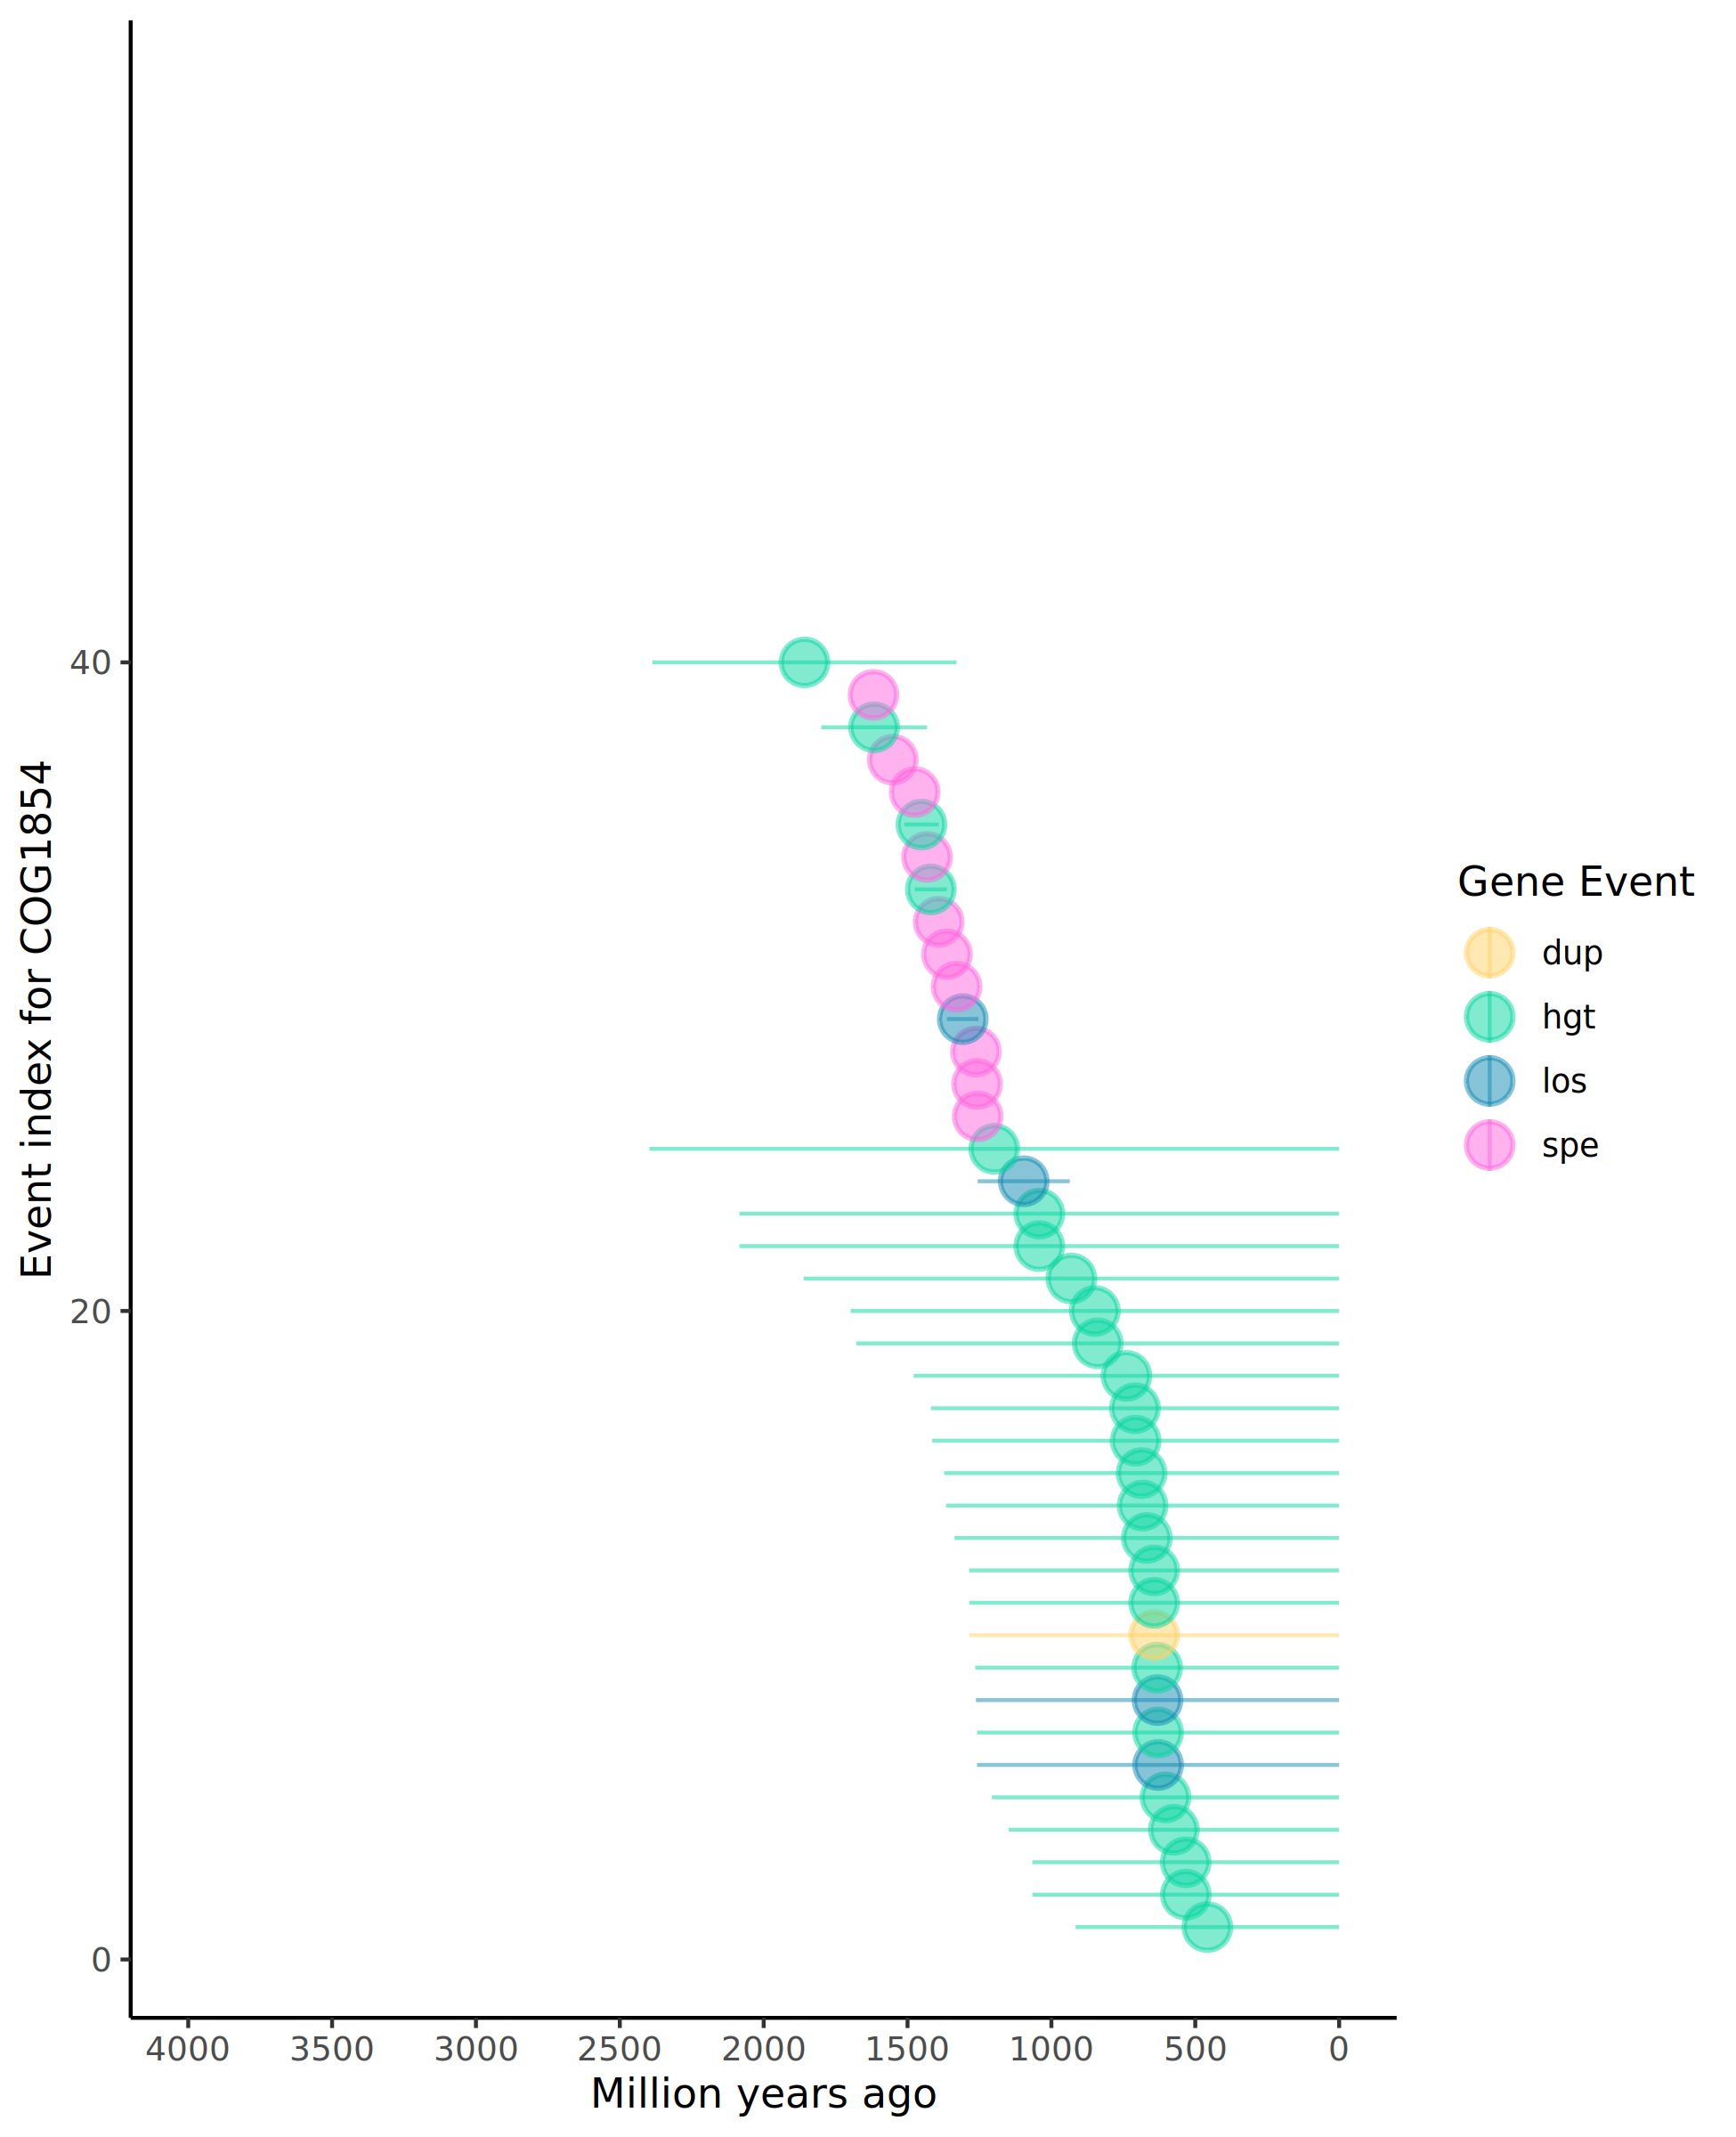 Event index for COG1854
40
20
0
4000 3500 3000 2500 2000 1500 1000 500 0
Million years ago
Gene Event
dup
hgt
los
spe